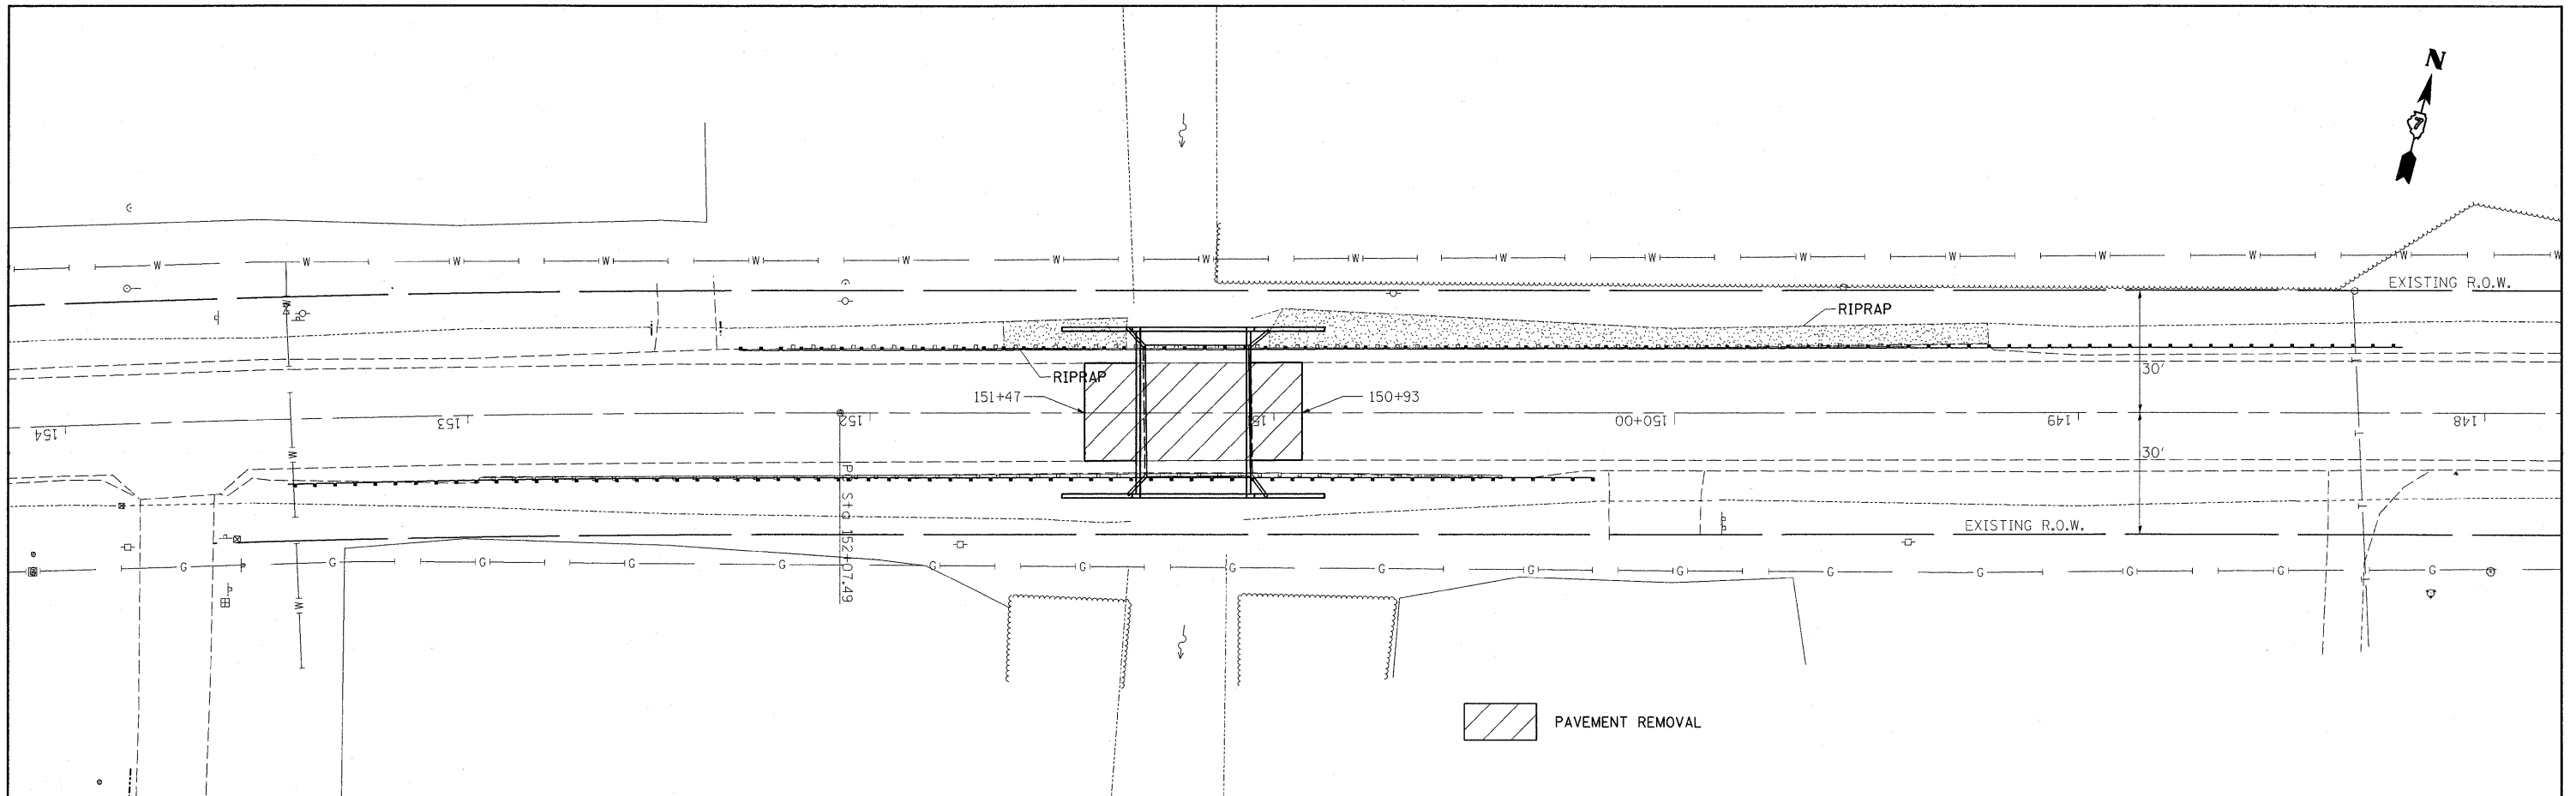 N
W W W W W W W W W W W W W W W W
EXISTING R.O.W.
W
RIPRAP
RIPRAP
30'
151+47
150+93
154 153 152 151 150+00 149 148
W
30'
T
T
EXISTING R.O.W.
Sta 152+07.49
G G G G G G G G G G G G G G G G
W
T
PAVEMENT REMOVAL